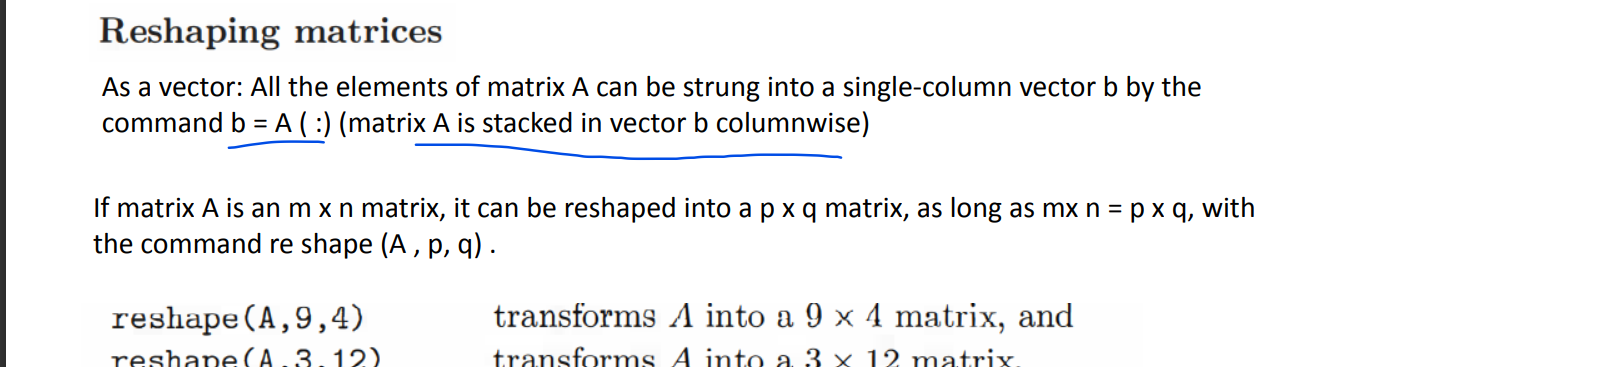 Reshaping matrices
As a vector: All the elements of matrix A can be strung into a single-column vector b by the
command b = A ( :) (matrix A is stacked in vector b columnwise)
If matrix A is an m x n matrix, it can be reshaped into a p x q matrix, as long as mx n = p x q, with
the command re shape (A , p, q) .
reshape(A,9,4) transforms A into a 9 × 4 matrix, and
reshape(A,3,12) transforms A into a 3 × 12 matrix.